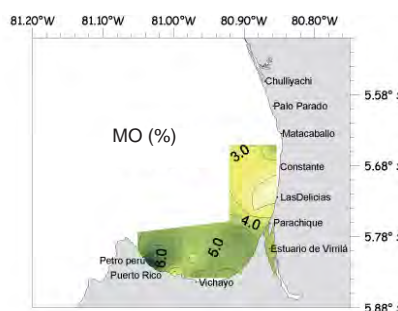 81.20°W 81.10°W 81.00°W 80.90°W 80.80°W
Chulliyachi
5.58°
Palo Parado
MO (%)
Matacaballo
3.0
Constante
5.68°
LasDelicias
4.0
Parachique
5.78°
5.0
Estuario de Virrilá
6.0
Petro peru
Puerto Rico
Vichayo
5.88°